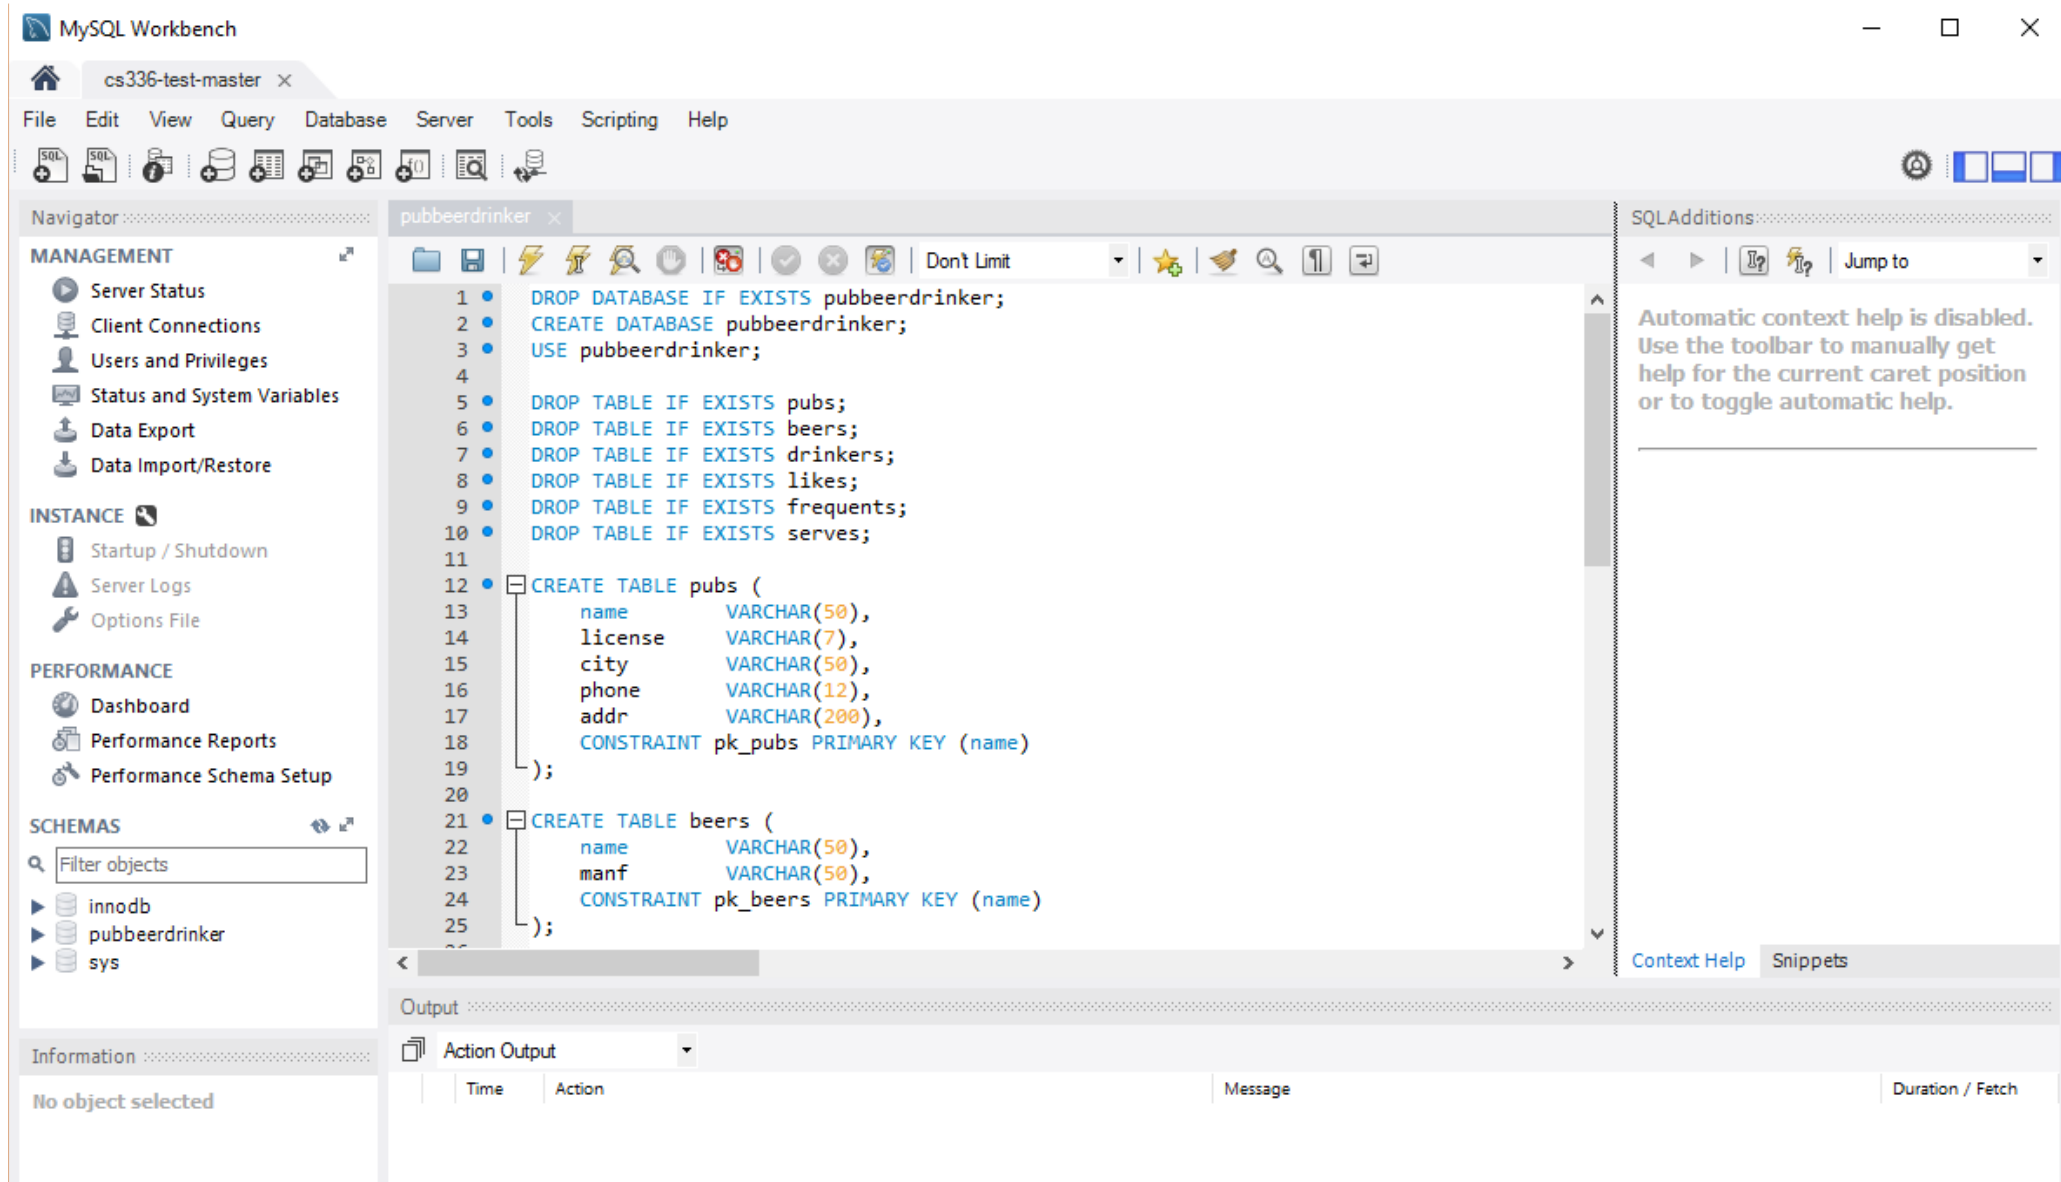 MySQL Workbench
cs336-test-master
File Edit View Query Database Server Tools Scripting Help
Navigator
MANAGEMENT
Server Status
Client Connections
Users and Privileges
Status and System Variables
Data Export
Data Import/Restore
INSTANCE
Startup / Shutdown
Server Logs
Options File
PERFORMANCE
Dashboard
Performance Reports
Performance Schema Setup
SCHEMAS
Filter objects
innodb
pubbeerdrinker
sys
Information
No object selected
pubbeerdrinker
Don't Limit
1 DROP DATABASE IF EXISTS pubbeerdrinker;
2 CREATE DATABASE pubbeerdrinker;
3 USE pubbeerdrinker;
4
5 DROP TABLE IF EXISTS pubs;
6 DROP TABLE IF EXISTS beers;
7 DROP TABLE IF EXISTS drinkers;
8 DROP TABLE IF EXISTS likes;
9 DROP TABLE IF EXISTS frequents;
10 DROP TABLE IF EXISTS serves;
11
12 CREATE TABLE pubs (
13 name VARCHAR(50),
14 license VARCHAR(7),
15 city VARCHAR(50),
16 phone VARCHAR(12),
17 addr VARCHAR(200),
18 CONSTRAINT pk_pubs PRIMARY KEY (name)
19 );
20
21 CREATE TABLE beers (
22 name VARCHAR(50),
23 manf VARCHAR(50),
24 CONSTRAINT pk_beers PRIMARY KEY (name)
25 );
SQLAdditions
Jump to
Automatic context help is disabled.
Use the toolbar to manually get
help for the current caret position
or to toggle automatic help.
Context Help Snippets
Output
Action Output
Time Action Message Duration / Fetch